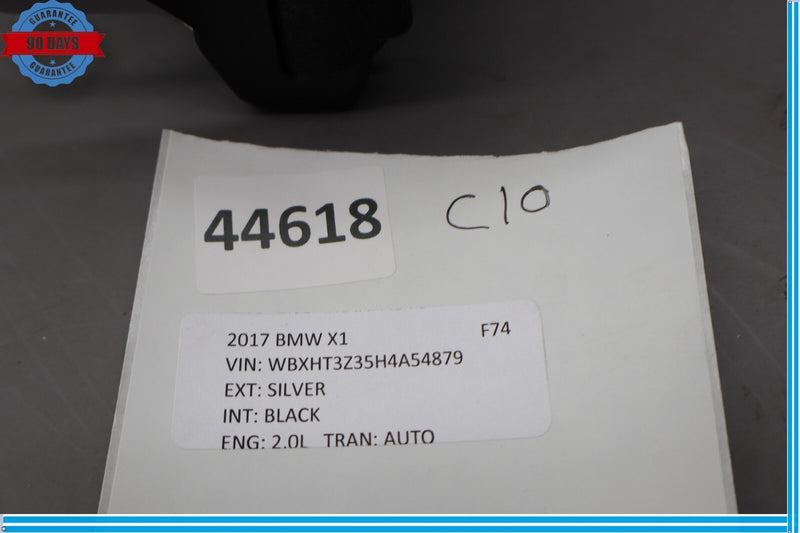 GUARANTEE
90 DAYS
GUARANTEE
44618
C10
2017 BMW X1 F74
VIN: WBXHT3Z35H4A54879
EXT: SILVER
INT: BLACK
ENG: 2.0L TRAN: AUTO